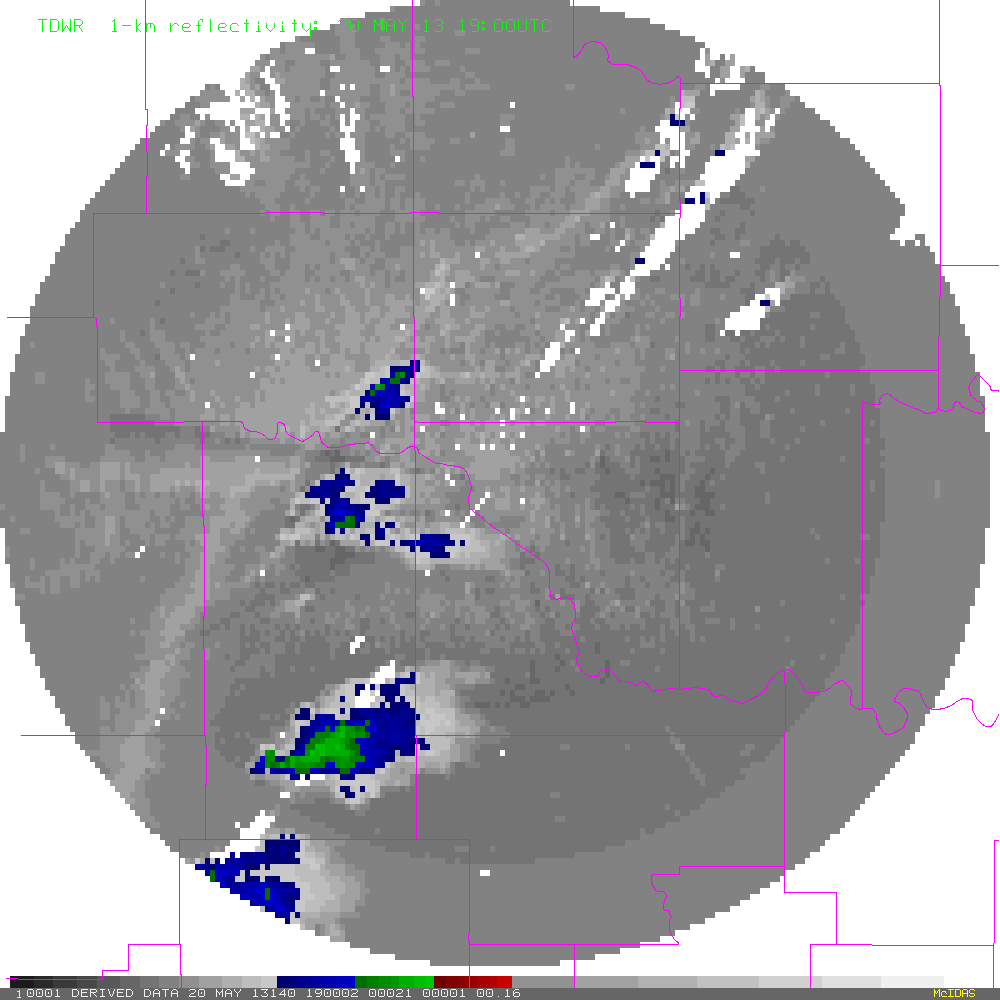 TDWR 1-km reflectivity: 20 MAY 13 19:00UTC
10001 DERIVED DATA 20 MAY 13140 190002 00021 00001 00.16
McIDAS